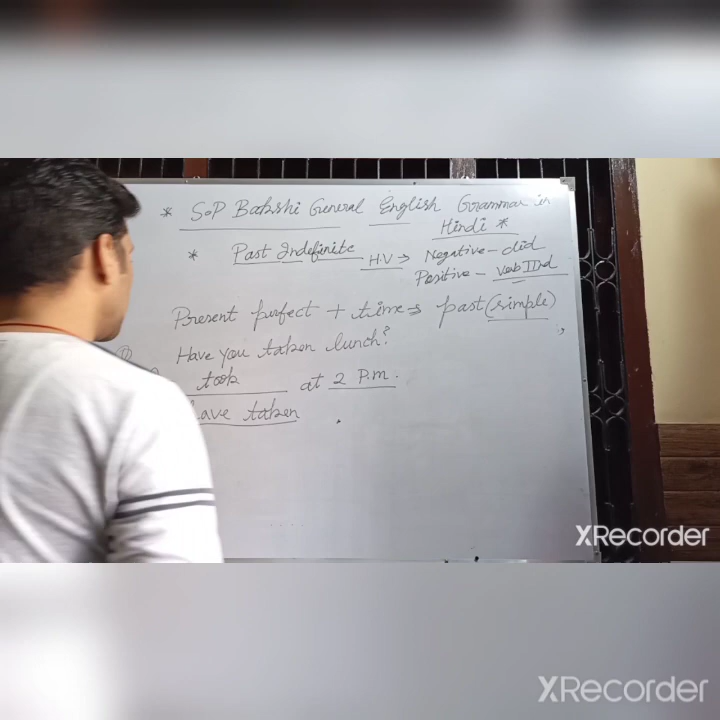 * S.P Bakshi General English Grammar in
Hindi *
* Past Indefinite H.V → Negative - did
Positive - verb IInd
Present perfect + time → past (simple)
Have you taken lunch?
took at 2 P.m.
have taken
XRecorder
XRecorder